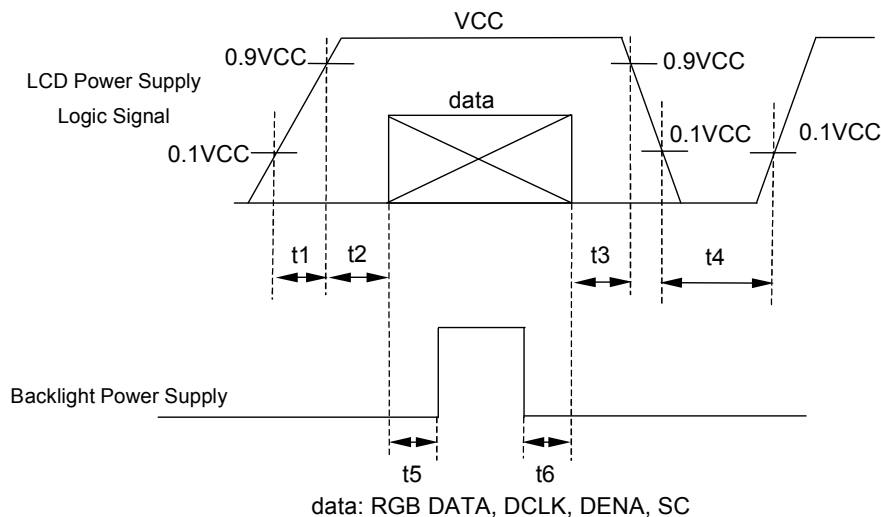 VCC
0.9VCC
0.9VCC
LCD Power Supply
Logic Signal
data
0.1VCC
0.1VCC
0.1VCC
t1
t2
t3
t4
Backlight Power Supply
t5
t6
data: RGB DATA, DCLK, DENA, SC